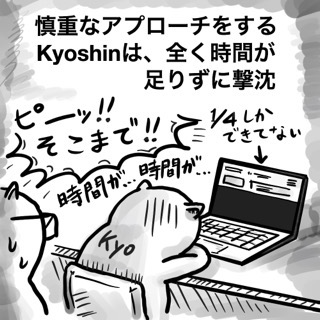 慎重なアプローチをする
Kyoshinは、全く時間が
足りずに撃沈
ピーッ!!
そこまで!!
1/4しか
できてない
時間が…時間が…
Kyo